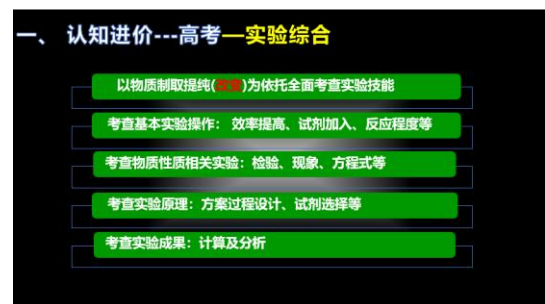 一、 认知进价---高考—实验综合
以物质制取提纯(改变)为依托全面考查实验技能
考查基本实验操作： 效率提高、试剂加入、反应程度等
考查物质性质相关实验：检验、现象、方程式等
考查实验原理：方案过程设计、试剂选择等
考查实验成果：计算及分析